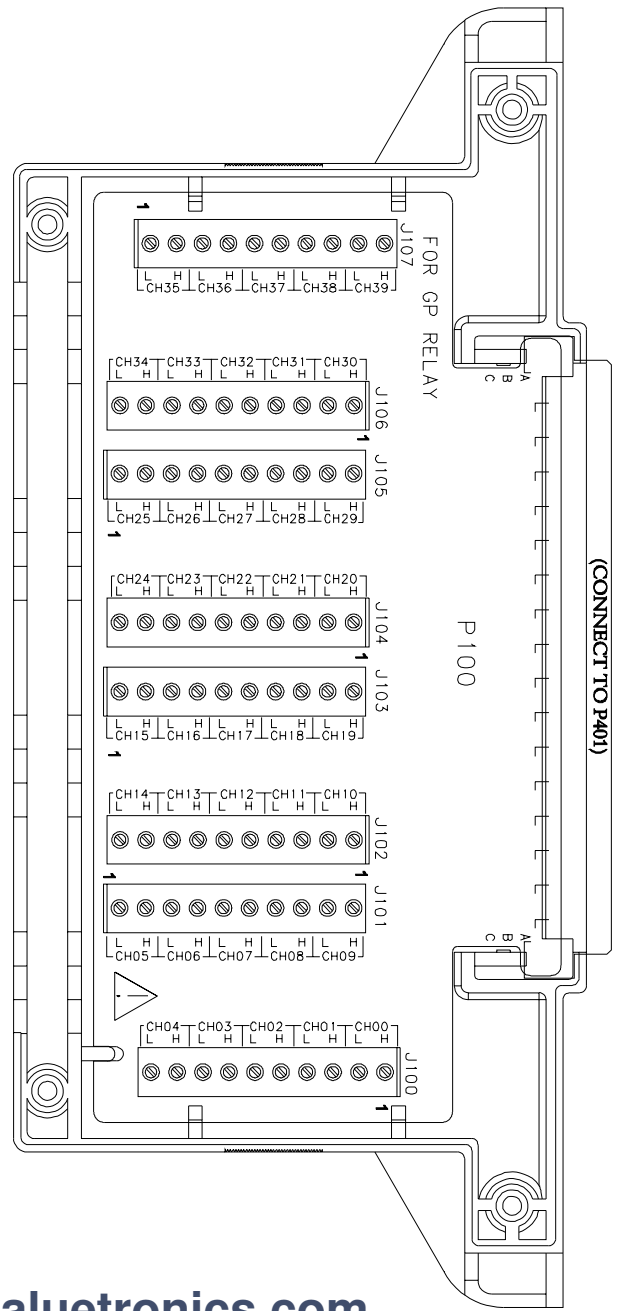 1
J107
FOR GP RELAY
L H L H L H L H L H
CH35 CH36 CH37 CH38 CH39
A
B
C
CH34 CH33 CH32 CH31 CH30
L H L H L H L H L H
J106
1
J105
L H L H L H L H L H
CH25 CH26 CH27 CH28 CH29
1
(CONNECT TO P401)
CH24 CH23 CH22 CH21 CH20
L H L H L H L H L H
J104
P100
1
J103
L H L H L H L H L H
CH15 CH16 CH17 CH18 CH19
1
CH14 CH13 CH12 CH11 CH10
L H L H L H L H L H
J102
1
1
J101
L H L H L H L H L H
CH05 CH06 CH07 CH08 CH09
A
B
C
!
CH04 CH03 CH02 CH01 CH00
L H L H L H L H L H
J100
1
aluetronics.com